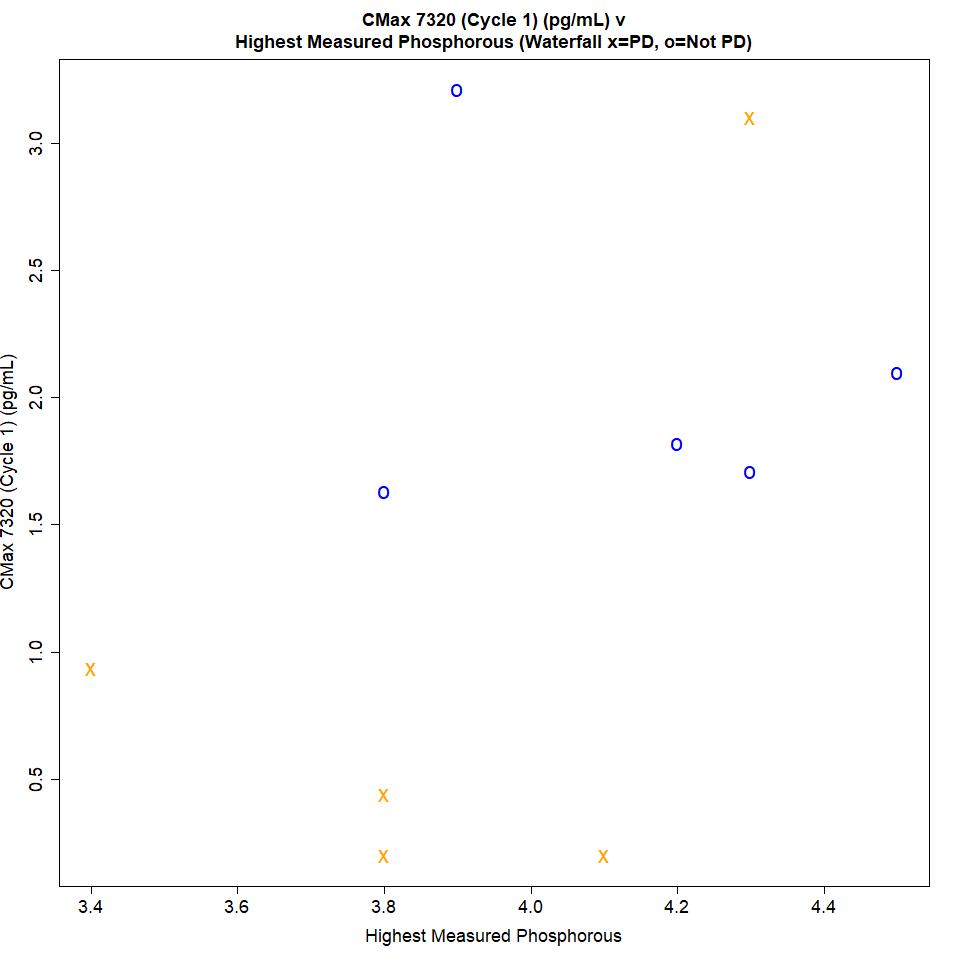 CMax 7320 (Cycle 1) (pg/mL) v
Highest Measured Phosphorous (Waterfall x=PD, o=Not PD)
CMax 7320 (Cycle 1) (pg/mL)
3.0
2.5
2.0
1.5
1.0
0.5
o
x
o
o
o
o
x
x
x
x
3.4
3.6
3.8
4.0
4.2
4.4
Highest Measured Phosphorous